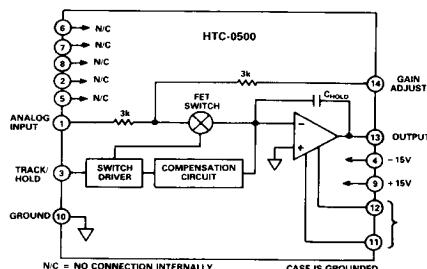 HTC-0500
6 N/C
7 N/C
8 N/C
2 N/C
5 N/C
3k
14 GAIN ADJUST
FET SWITCH
CHOLD
ANALOG INPUT 1
3k
−
+
13 OUTPUT
4 −15V
9 +15V
12
11
TRACK/HOLD 3
SWITCH DRIVER
COMPENSATION CIRCUIT
GROUND 10
N/C = NO CONNECTION INTERNALLY
CASE IS GROUNDED